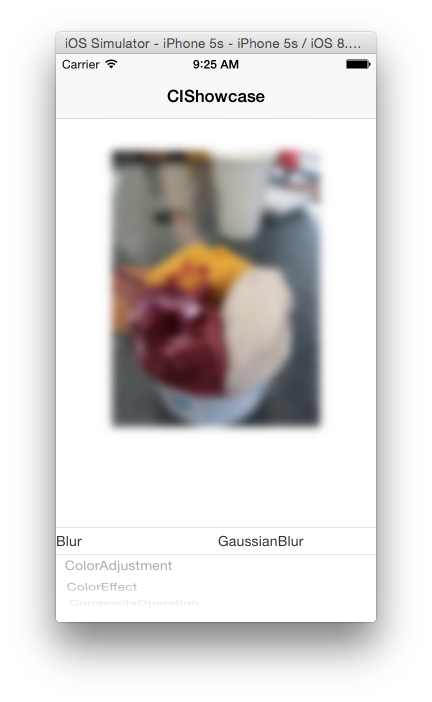 iOS Simulator - iPhone 5s - iPhone 5s / iOS 8....
Carrier 9:25 AM
CIShowcase
Blur GaussianBlur
ColorAdjustment
ColorEffect
CompositeOperation